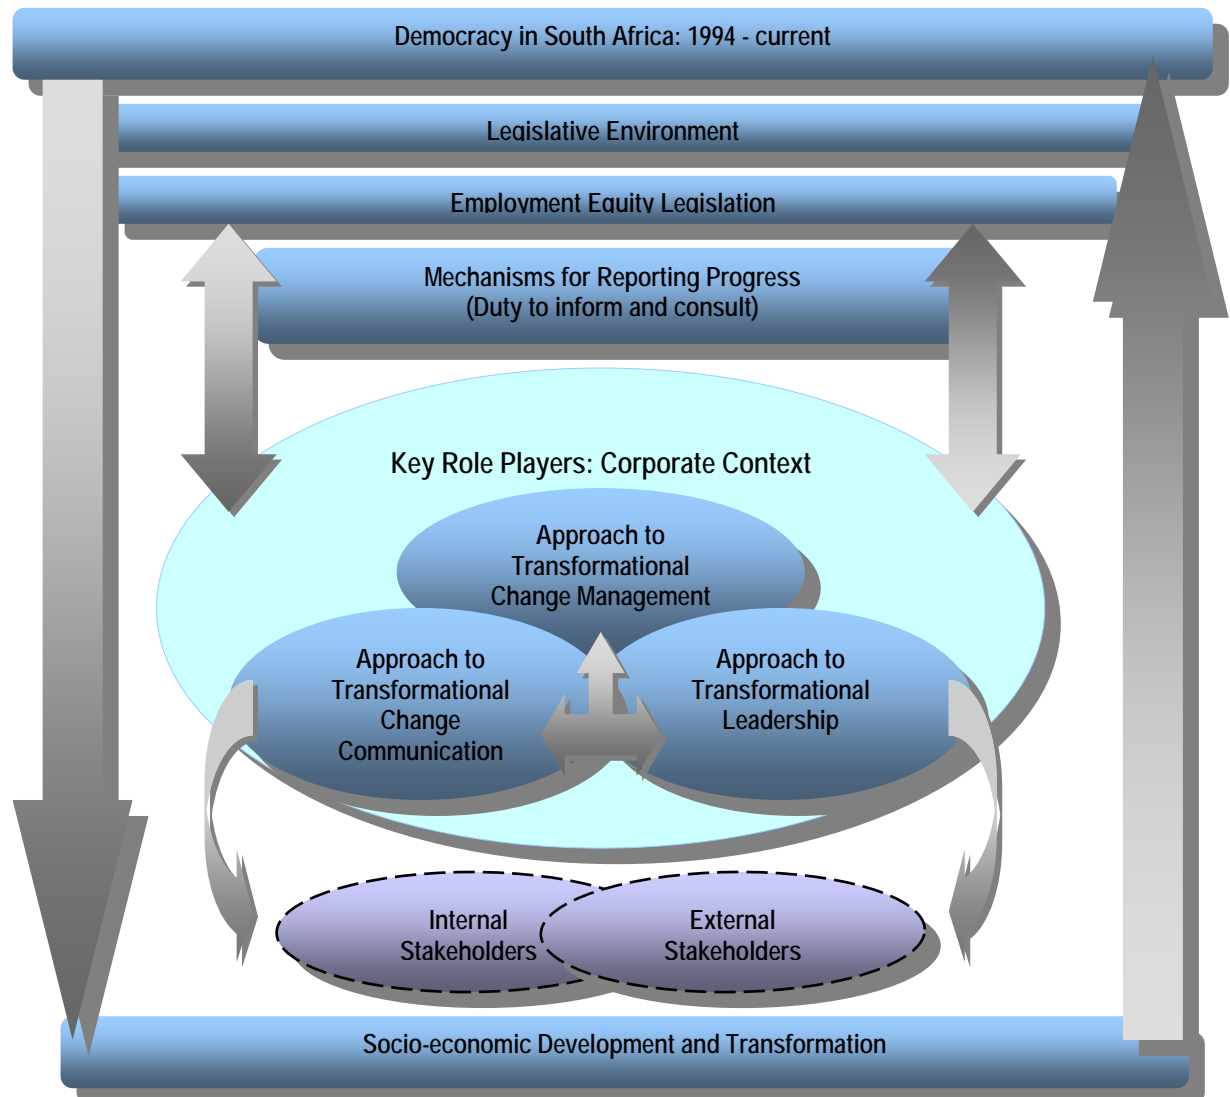 Democracy in South Africa: 1994 - current
Legislative Environment
Employment Equity Legislation
Mechanisms for Reporting Progress
(Duty to inform and consult)
Key Role Players: Corporate Context
Approach to
Transformational
Change Management
Approach to
Transformational
Change
Communication
Approach to
Transformational
Leadership
Internal
Stakeholders
External
Stakeholders
Socio-economic Development and Transformation